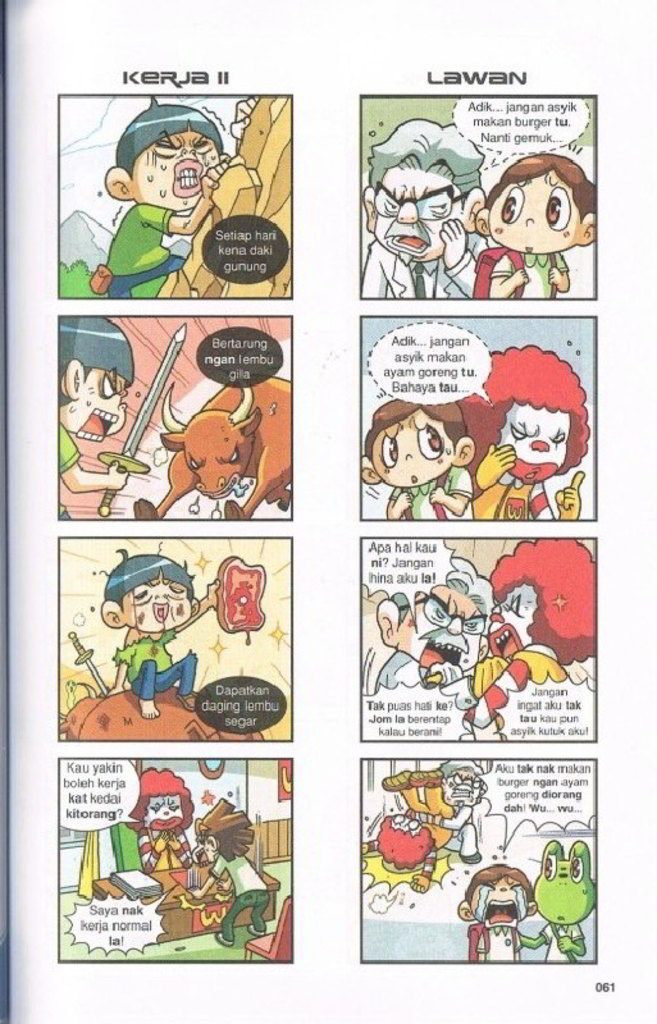 KERJA II
Setiap hari
kena daki
gunung
Bertarung
ngan lembu
gila
Dapatkan
daging lembu
segar
Kau yakin
boleh kerja
kat kedai
kitorang?
Saya nak
kerja normal
la!
LAWAN
Adik... jangan asyik
makan burger tu.
Nanti gemuk...
Adik... jangan
asyik makan
ayam goreng tu.
Bahaya tau....
Apa hal kau
ni? Jangan
hina aku la!
Tak puas hati ke?
Jom la berentap
kalau berani!
Jangan
ingat aku tak
tau kau pun
asyik kutuk aku!
Aku tak nak makan
burger ngan ayam
goreng diorang
dah! Wu... wu...
061